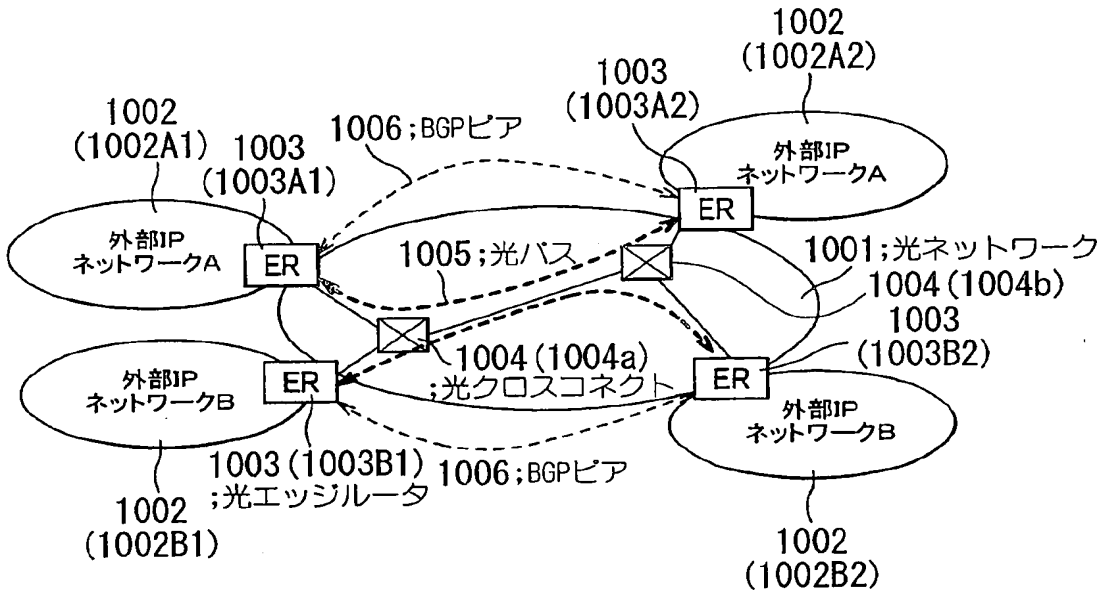 1002
(1002A2)
1003
(1003A2)
外部IP
ネットワークA
ER
1002
(1002A1)
1003
(1003A1)
1006;BGPピア
外部IP
ネットワークA
ER
1005;光パス
1001;光ネットワーク
1004(1004b)
1003
(1003B2)
1004(1004a)
;光クロスコネクト
外部IP
ネットワークB
ER
ER
外部IP
ネットワークB
1003(1003B1)
;光エッジルータ
1006;BGPピア
1002
(1002B1)
1002
(1002B2)